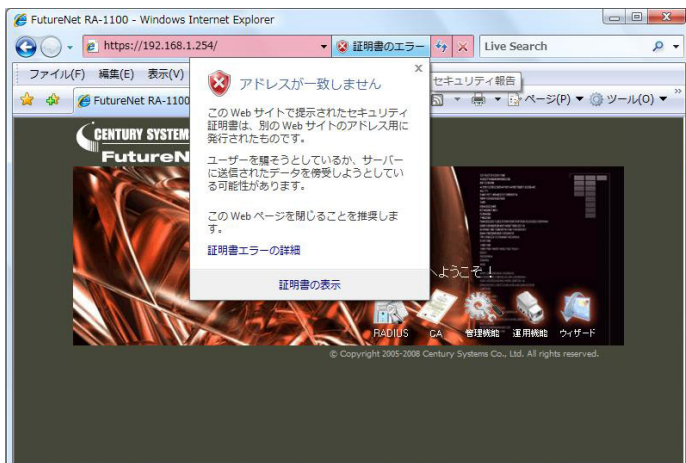 FutureNet RA-1100 - Windows Internet Explorer
https://192.168.1.254/
証明書のエラー
Live Search
ファイル(F) 編集(E) 表示(V)
セキュリティ報告
FutureNet RA-1100
ページ(P) ツール(O)
アドレスが一致しません
この Web サイトで提示されたセキュリティ
証明書は、別の Web サイトのアドレス用に
発行されたものです。
ユーザーを騙そうとしているか、サーバー
に送信されたデータを傍受しようとしてい
る可能性があります。
この Web ページを閉じることを推奨しま
す。
証明書エラーの詳細
証明書の表示
CENTURY SYSTEM
FutureN
ようこそ!
RADIUS CA 管理機能 運用機能 ウィザード
© Copyright 2005-2008 Century Systems Co., Ltd. All rights reserved.